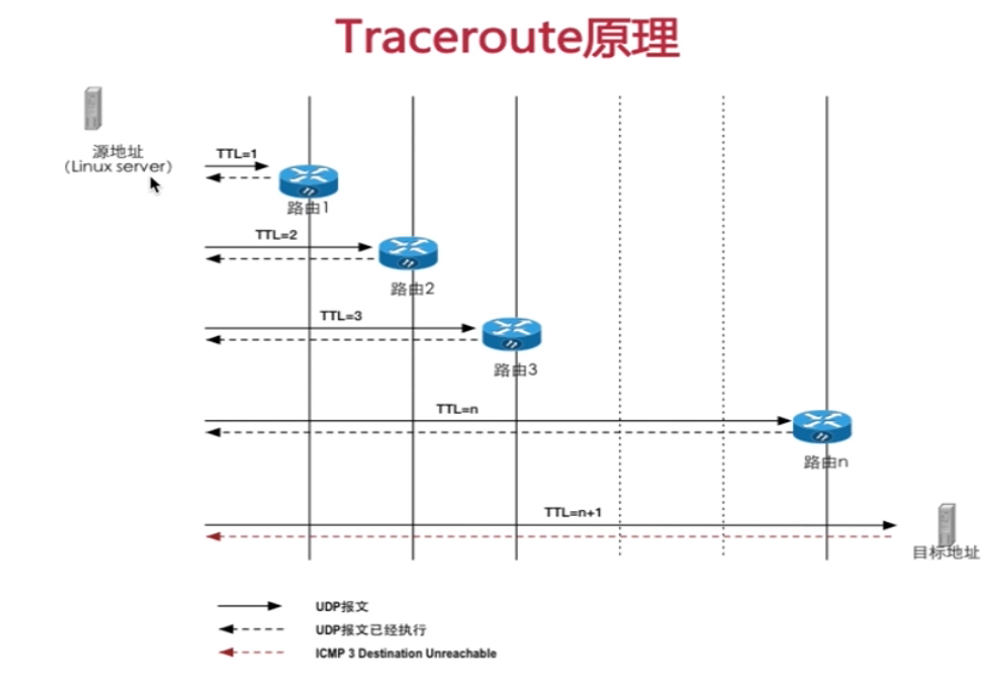 Traceroute原理
源地址
(Linux server)
TTL=1
路由1
TTL=2
路由2
TTL=3
路由3
TTL=n
路由n
TTL=n+1
目标地址
UDP报文
UDP报文已经执行
ICMP 3 Destination Unreachable